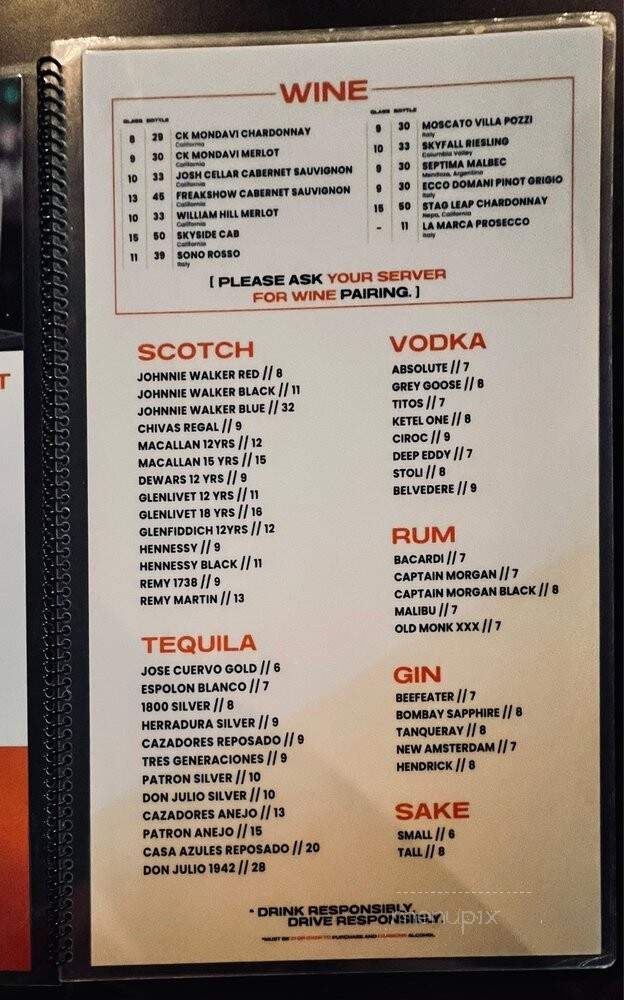 T
WINE
GLASS BOTTLE
8 29 CK MONDAVI CHARDONNAY
California
9 30 CK MONDAVI MERLOT
California
10 33 JOSH CELLAR CABERNET SAUVIGNON
California
13 45 FREAKSHOW CABERNET SAUVIGNON
California
10 33 WILLIAM HILL MERLOT
California
15 50 SKYSIDE CAB
California
11 39 SONO ROSSO
Italy
GLASS BOTTLE
9 30 MOSCATO VILLA POZZI
Italy
10 33 SKYFALL RIESLING
Columbia Valley
9 30 SEPTIMA MALBEC
Mendoza, Argentina
9 30 ECCO DOMANI PINOT GRIGIO
Italy
15 50 STAG LEAP CHARDONNAY
Napa, California
- 11 LA MARCA PROSECCO
Italy
[ PLEASE ASK YOUR SERVER
FOR WINE PAIRING. ]
SCOTCH
JOHNNIE WALKER RED // 8
JOHNNIE WALKER BLACK // 11
JOHNNIE WALKER BLUE // 32
CHIVAS REGAL // 9
MACALLAN 12YRS // 12
MACALLAN 15 YRS // 15
DEWARS 12 YRS // 9
GLENLIVET 12 YRS // 11
GLENLIVET 18 YRS // 16
GLENFIDDICH 12YRS // 12
HENNESSY // 9
HENNESSY BLACK // 11
REMY 1738 // 9
REMY MARTIN // 13
TEQUILA
JOSE CUERVO GOLD // 6
ESPOLON BLANCO // 7
1800 SILVER // 8
HERRADURA SILVER // 9
CAZADORES REPOSADO // 9
TRES GENERACIONES // 9
PATRON SILVER // 10
DON JULIO SILVER // 10
CAZADORES ANEJO // 13
PATRON ANEJO // 15
CASA AZULES REPOSADO // 20
DON JULIO 1942 // 28
VODKA
ABSOLUTE // 7
GREY GOOSE // 8
TITOS // 7
KETEL ONE // 8
CIROC // 9
DEEP EDDY // 7
STOLI // 8
BELVEDERE // 9
RUM
BACARDI // 7
CAPTAIN MORGAN // 7
CAPTAIN MORGAN BLACK // 8
MALIBU // 7
OLD MONK XXX // 7
GIN
BEEFEATER // 7
BOMBAY SAPPHIRE // 8
TANQUERAY // 8
NEW AMSTERDAM // 7
HENDRICK // 8
SAKE
SMALL // 6
TALL // 8
* DRINK RESPONSIBLY.
DRIVE RESPONSIBLY.
menupix
*MUST BE 21 OR OVER TO PURCHASE AND CONSUME ALCOHOL